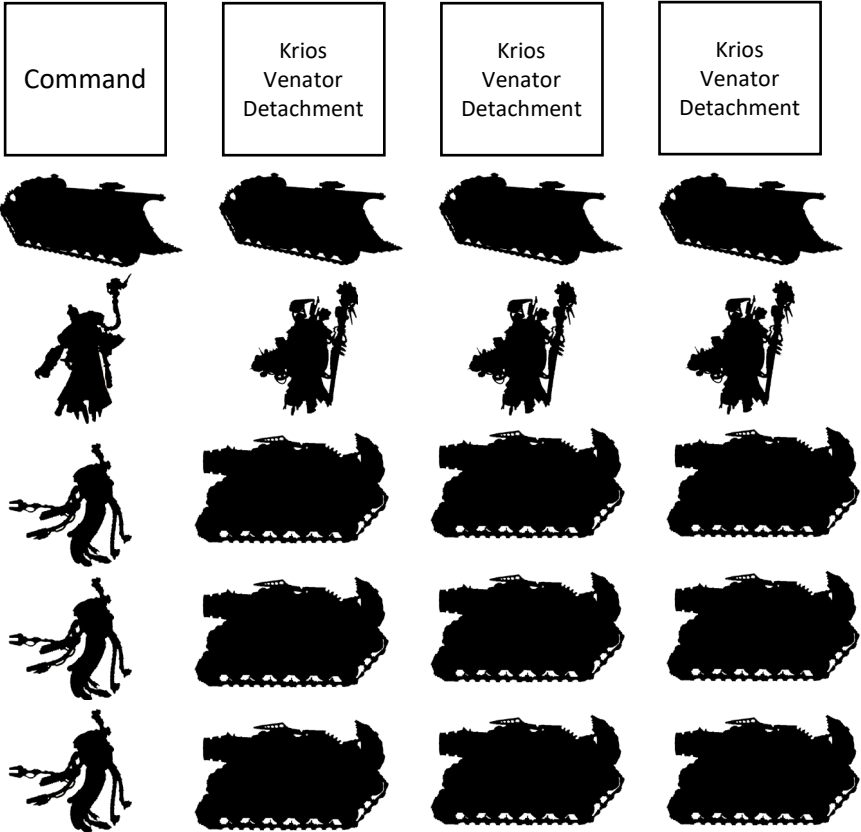 Command
Krios
Venator
Detachment
Krios
Venator
Detachment
Krios
Venator
Detachment